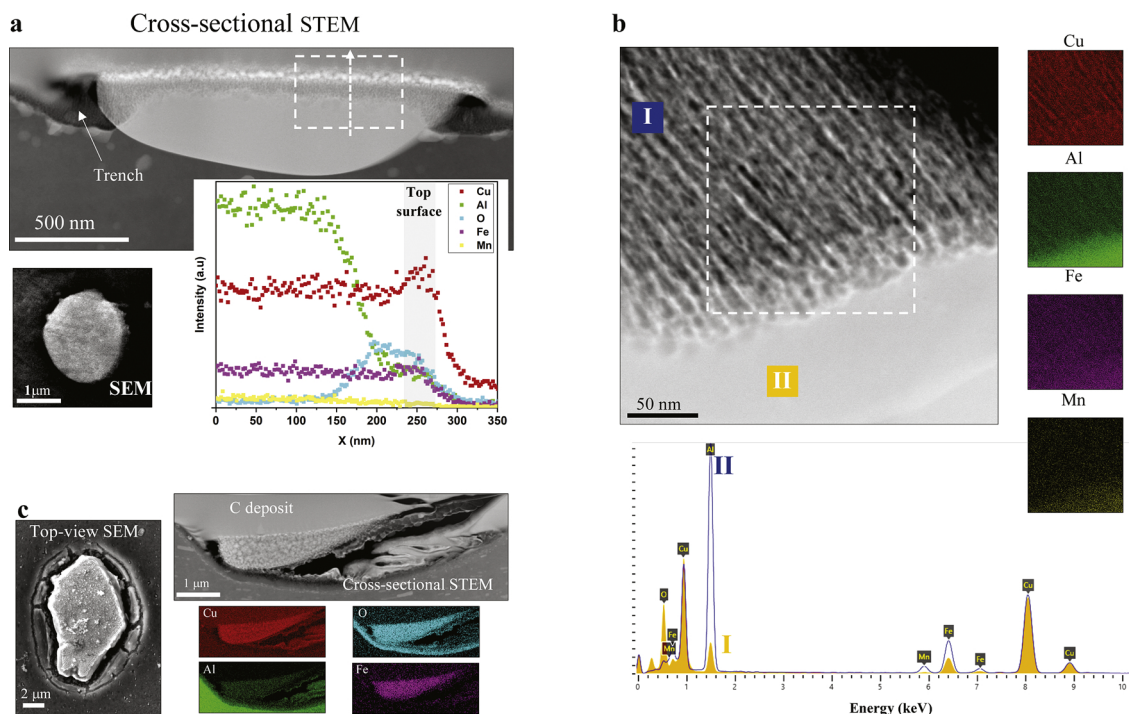 a
Cross-sectional STEM
Trench
500 nm
Top
surface
Cu
Al
O
Fe
Mn
Intensity (a.u)
0 50 100 150 200 250 300 350
X (nm)
SEM
1μm
b
I
II
50 nm
Cu
Al
Fe
Mn
c
Top-view SEM
2 μm
C deposit
1 μm
Cross-sectional STEM
Cu
O
Al
Fe
Al
II
Cu
O
Fe
Mn
I
Mn
Fe
Fe
Cu
Cu
0 1 2 3 4 5 6 7 8 9 10
Energy (keV)